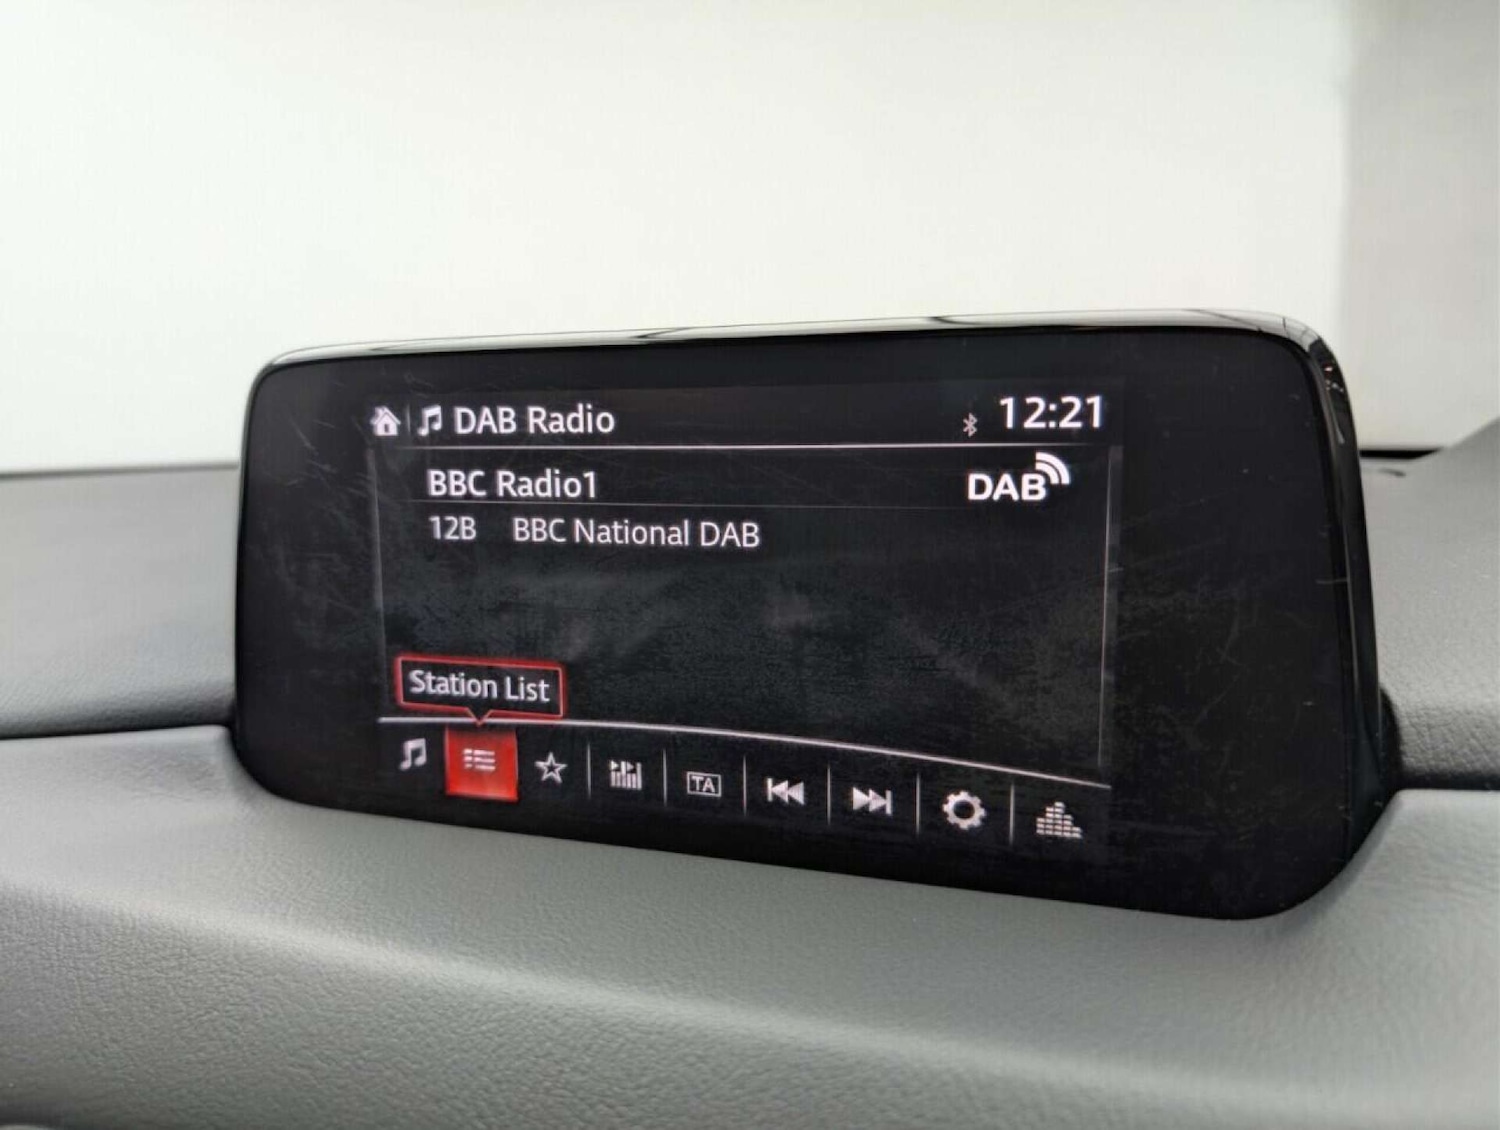 DAB Radio 12:21
BBC Radio1 DAB
12B BBC National DAB
Station List
TA